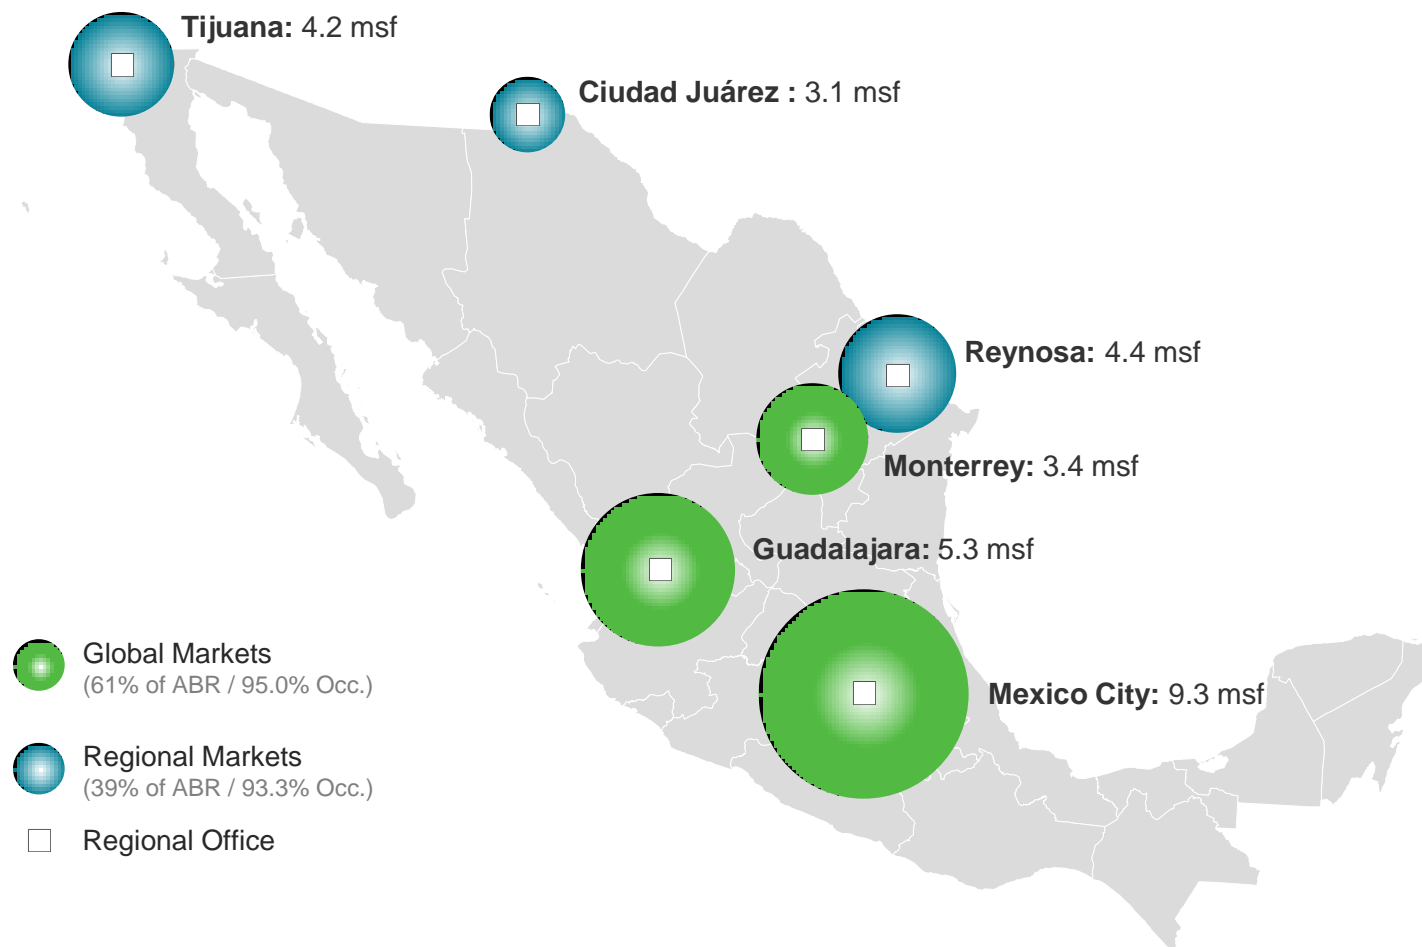 Tijuana: 4.2 msf
Ciudad Juárez : 3.1 msf
Reynosa: 4.4 msf
Monterrey: 3.4 msf
Guadalajara: 5.3 msf
Mexico City: 9.3 msf
Global Markets
(61% of ABR / 95.0% Occ.)
Regional Markets
(39% of ABR / 93.3% Occ.)
Regional Office